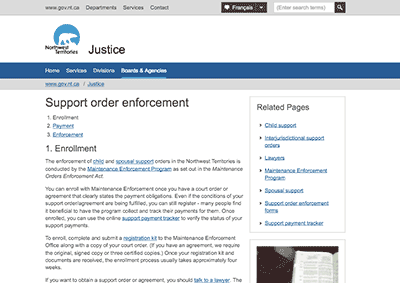 www.gov.nt.ca Departments Services Contact
Français
(Enter search terms)
Northwest
Territories
Justice
Home Services Divisions Boards & Agencies
www.gov.nt.ca / Justice
Support order enforcement
1. Enrollment
2. Payment
3. Enforcement
1. Enrollment
The enforcement of child and spousal support orders in the Northwest Territories is
conducted by the Maintenance Enforcement Program as set out in the Maintenance
Orders Enforcement Act.
You can enroll with Maintenance Enforcement once you have a court order or
agreement that clearly states the payment obligations. Even if the conditions of your
support order/agreement are being fulfilled, you can still register - many people find
it beneficial to have the program collect and track their payments for them. Once
enrolled, you can use the online support payment tracker to verify the status of your
support payments.
To enroll, complete and submit a registration kit to the Maintenance Enforcement
Office along with a copy of your court order. (If you have an agreement, we require
the original, signed copy or three certified copies.) Once your registration kit and
documents are received, the enrollment process usually takes approximately four
weeks.
If you want to obtain a support order or agreement, you should talk to a lawyer. The
Related Pages
Child support
Interjurisdictional support
orders
Lawyers
Maintenance Enforcement
Program
Spousal support
Support order enforcement
forms
Support payment tracker